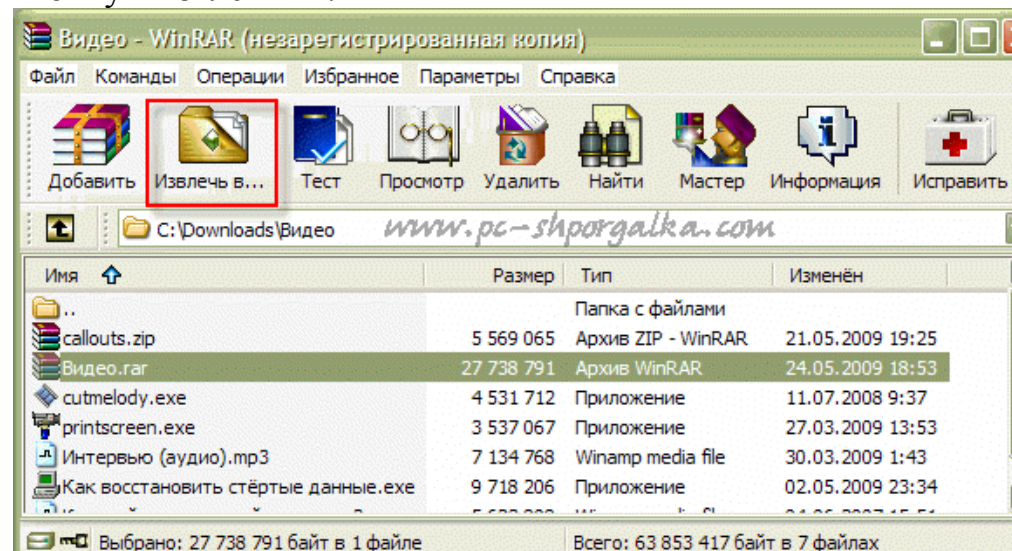 Видео - WinRAR (незарегистрированная копия)
Файл Команды Операции Избранное Параметры Справка
Добавить Извлечь в... Тест Просмотр Удалить Найти Мастер Информация Исправить
C:\Downloads\Видео www.pc-shporgalka.com
Имя Размер Тип Изменён
.. Папка с файлами
callouts.zip 5 569 065 Архив ZIP - WinRAR 21.05.2009 19:25
Видео.rar 27 738 791 Архив WinRAR 24.05.2009 18:53
cutmelody.exe 4 531 712 Приложение 11.07.2008 9:37
printscreen.exe 3 537 067 Приложение 27.03.2009 13:53
Интервью (аудио).mp3 7 134 768 Winamp media file 30.03.2009 1:43
Как восстановить стёртые данные.exe 9 718 206 Приложение 02.05.2009 23:34
Выбрано: 27 738 791 байт в 1 файле Всего: 63 853 417 байт в 7 файлах